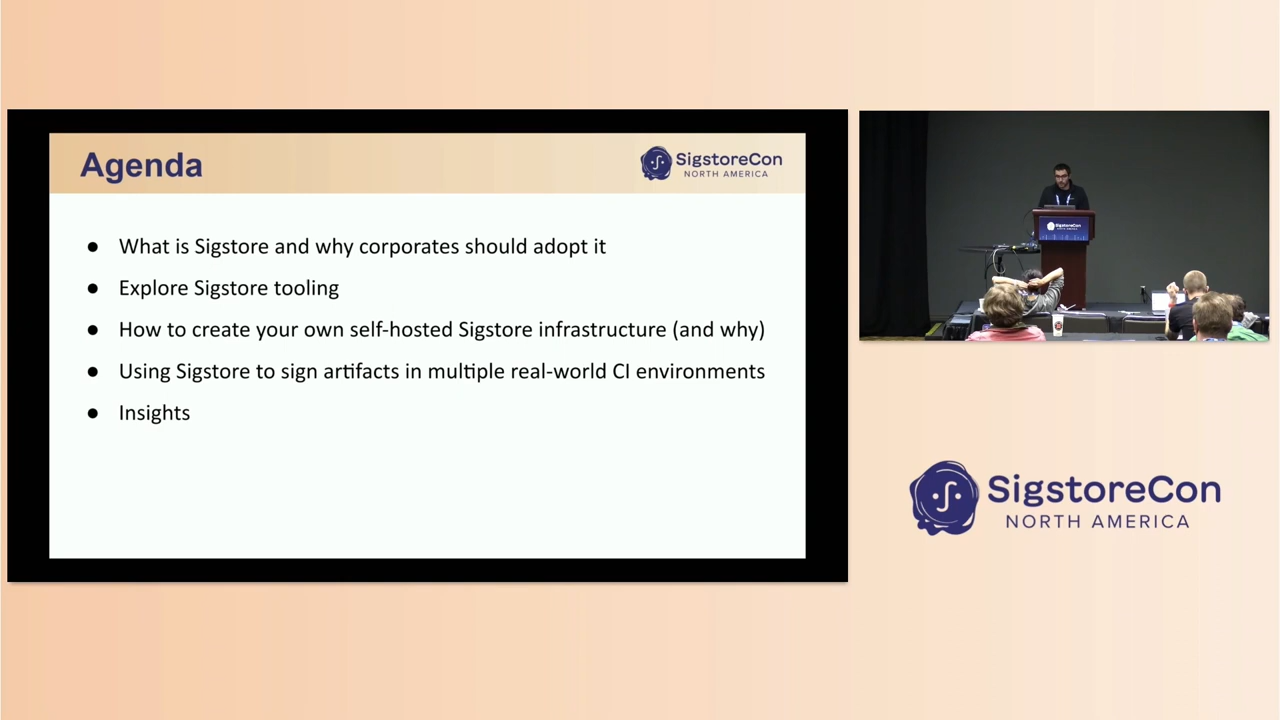 Agenda
SigstoreCon
NORTH AMERICA
● What is Sigstore and why corporates should adopt it
● Explore Sigstore tooling
● How to create your own self-hosted Sigstore infrastructure (and why)
● Using Sigstore to sign artifacts in multiple real-world CI environments
● Insights
SigstoreCon
SigstoreCon
NORTH AMERICA